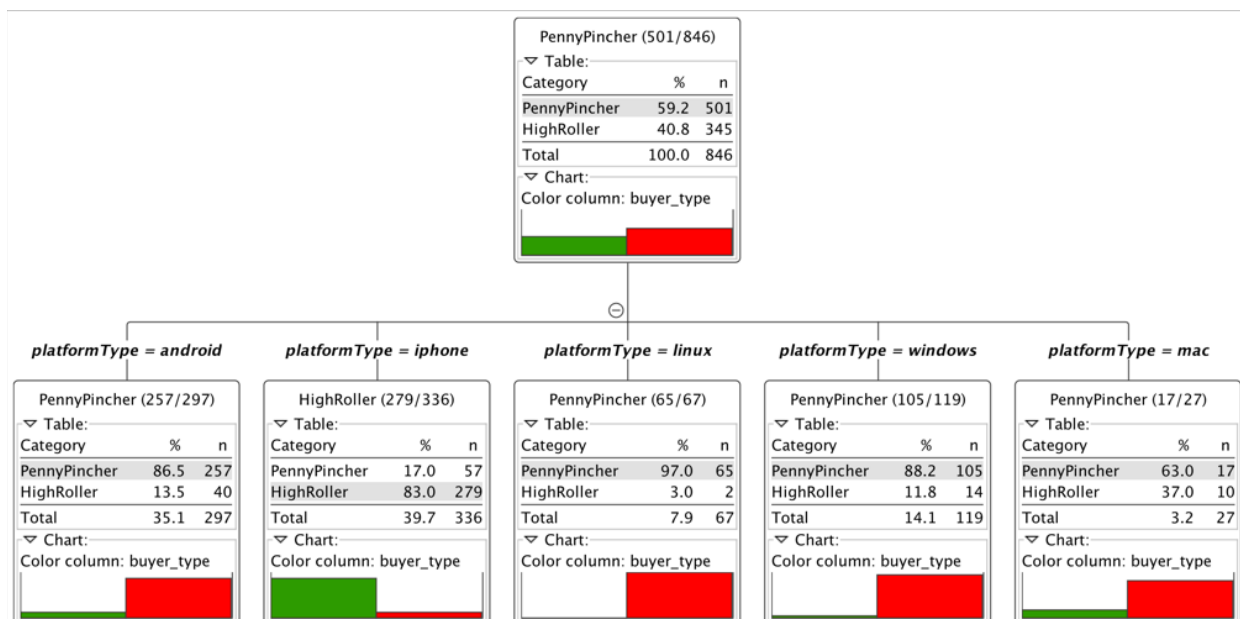 PennyPincher (501/846)
Table:
Category % n
PennyPincher 59.2 501
HighRoller 40.8 345
Total 100.0 846
Chart:
Color column: buyer_type
platformType = android
PennyPincher (257/297)
Table:
Category % n
PennyPincher 86.5 257
HighRoller 13.5 40
Total 35.1 297
Chart:
Color column: buyer_type
platformType = iphone
HighRoller (279/336)
Table:
Category % n
PennyPincher 17.0 57
HighRoller 83.0 279
Total 39.7 336
Chart:
Color column: buyer_type
platformType = linux
PennyPincher (65/67)
Table:
Category % n
PennyPincher 97.0 65
HighRoller 3.0 2
Total 7.9 67
Chart:
Color column: buyer_type
platformType = windows
PennyPincher (105/119)
Table:
Category % n
PennyPincher 88.2 105
HighRoller 11.8 14
Total 14.1 119
Chart:
Color column: buyer_type
platformType = mac
PennyPincher (17/27)
Table:
Category % n
PennyPincher 63.0 17
HighRoller 37.0 10
Total 3.2 27
Chart:
Color column: buyer_type